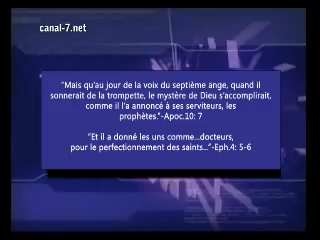 canal-7.net
"Mais qu'au jour de la voix du septième ange, quand il
sonnerait de la trompette, le mystère de Dieu s'accomplirait,
comme il l'a annoncé à ses serviteurs, les
prophètes."-Apoc.10: 7
"Et il a donné les uns comme...docteurs,
pour le perfectionnement des saints..."-Eph.4: 5-6